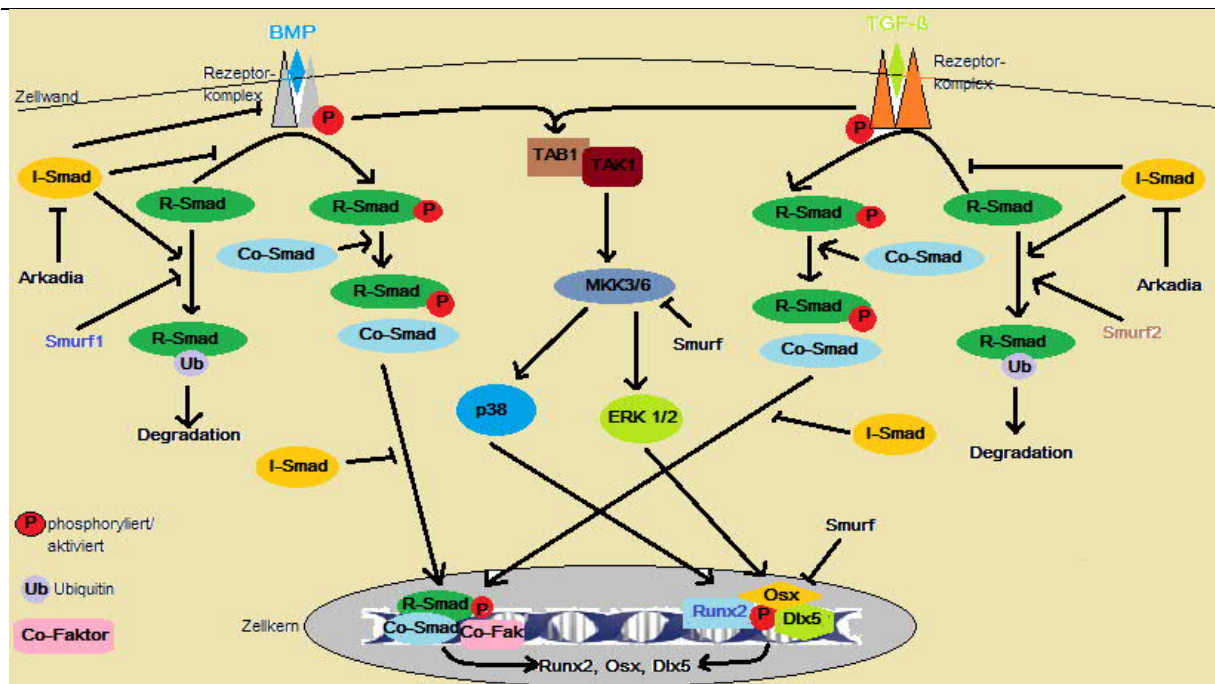 BMP
TGF-ß
Rezeptor-
komplex
Rezeptor-
komplex
Zellwand
P
P
TAB1
TAK1
I-Smad
I-Smad
R-Smad
R-Smad
P
R-Smad
P
R-Smad
Co-Smad
Co-Smad
Arkadia
Arkadia
MKK3/6
R-Smad
P
R-Smad
P
Smurf1
Smurf2
R-Smad
Ub
Co-Smad
Smurf
Co-Smad
R-Smad
Ub
p38
ERK 1/2
Degradation
I-Smad
Degradation
I-Smad
P
phosphoryliert/
aktiviert
Smurf
Ub
Ubiquitin
Co-Faktor
Zellkern
R-Smad
P
Co-Smad
Co-Fak
Osx
Runx2
P
Dlx5
Runx2, Osx, Dlx5